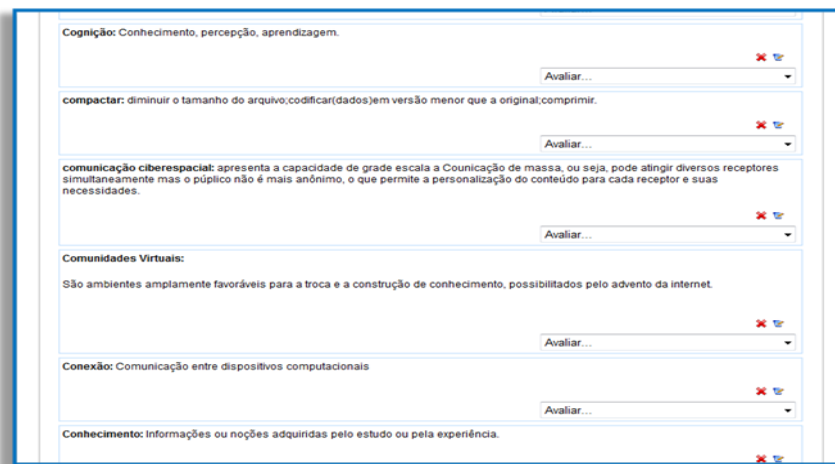 Cognição: Conhecimento, percepção, aprendizagem.
Avaliar...
compactar: diminuir o tamanho do arquivo;codificar(dados)em versão menor que a original;comprimir.
Avaliar...
comunicação ciberespacial: apresenta a capacidade de grade escala a Counicação de massa, ou seja, pode atingir diversos receptores
simultaneamente mas o púplico não é mais anônimo, o que permite a personalização do conteúdo para cada receptor e suas
necessidades.
Avaliar...
Comunidades Virtuais:
São ambientes amplamente favoráveis para a troca e a construção de conhecimento, possibilitados pelo advento da internet.
Avaliar...
Conexão: Comunicação entre dispositivos computacionais
Avaliar...
Conhecimento: Informações ou noções adquiridas pelo estudo ou pela experiência.